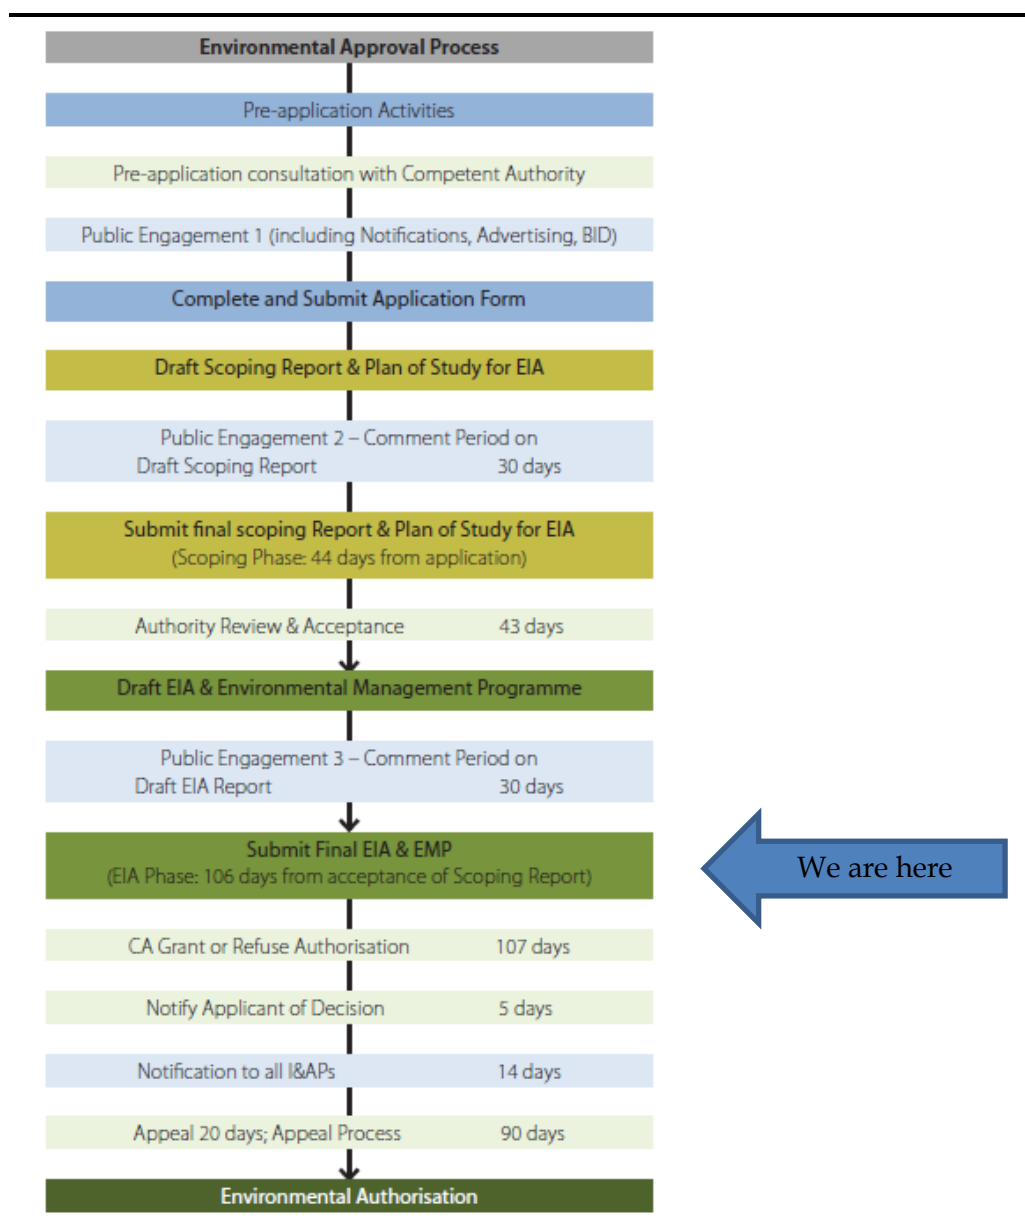 Environmental Approval Process
Pre-application Activities
Pre-application consultation with Competent Authority
Public Engagement 1 (including Notifications, Advertising, BID)
Complete and Submit Application Form
Draft Scoping Report & Plan of Study for EIA
Public Engagement 2 – Comment Period on
Draft Scoping Report 30 days
Submit final scoping Report & Plan of Study for EIA
(Scoping Phase: 44 days from application)
Authority Review & Acceptance 43 days
Draft EIA & Environmental Management Programme
Public Engagement 3 – Comment Period on
Draft EIA Report 30 days
Submit Final EIA & EMP
(EIA Phase: 106 days from acceptance of Scoping Report)
We are here
CA Grant or Refuse Authorisation 107 days
Notify Applicant of Decision 5 days
Notification to all I&APs 14 days
Appeal 20 days; Appeal Process 90 days
Environmental Authorisation